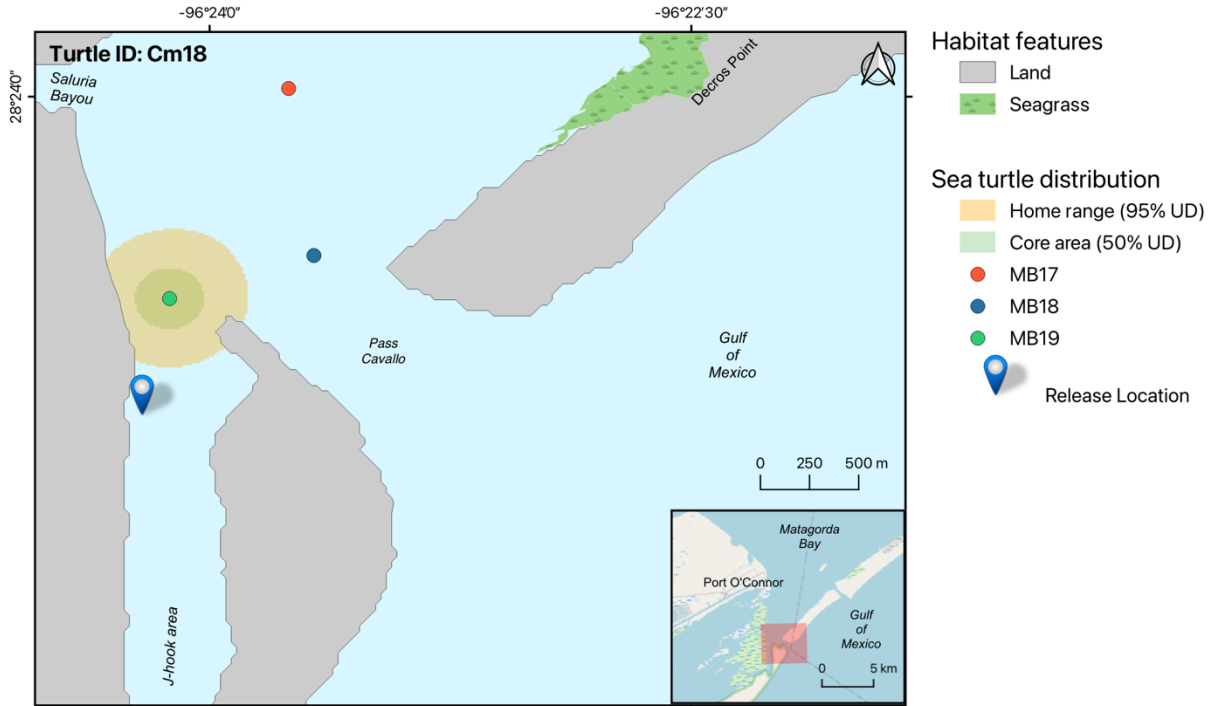 -96°24'0"
-96°22'30"
28°24'0"
Turtle ID: Cm18
Saluria
Bayou
Decros Point
Pass
Cavallo
Gulf
of
Mexico
J-hook area
0 250 500 m
Matagorda
Bay
Port O'Connor
Gulf
of
Mexico
0 5 km
Habitat features
Land
Seagrass
Sea turtle distribution
Home range (95% UD)
Core area (50% UD)
MB17
MB18
MB19
Release Location